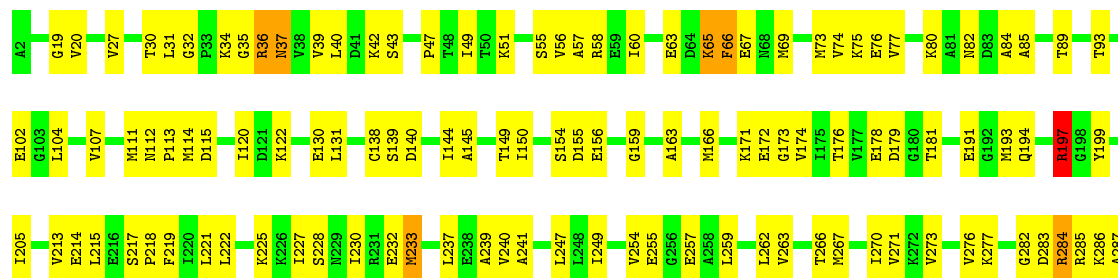 A2 G19 V20 V27 T30 L31 G32 P33 K34 G35 R36 N37 V38 V39 L40 D41 K42 S43 P47 T48 I49 T50 K51 S55 V56 A57 R58 E59 I60 E63 D64 K65 F66 E67 N68 M69 M73 V74 K75 E76 V77 K80 A81 N82 D83 A84 A85 T89 T93
E102 G103 L104 V107 M111 N112 P113 M114 D115 I120 D121 K122 E130 L131 C138 S139 D140 I144 A145 T149 I150 S154 D155 E156 G159 A163 M166 K171 E172 G173 V174 I175 T176 V177 E178 D179 G180 T181 E191 G192 M193 Q194 R197 G198 Y199
I205 V213 E214 L215 E216 S217 P218 F219 I220 L221 L222 K225 K226 I227 S228 N229 I230 R231 E232 M233 L237 E238 A239 V240 A241 L247 L248 I249 V254 E255 G256 E257 A258 L259 L262 V263 T266 M267 I270 V271 K272 V273 V276 K277 G282 D283 R284 R285 K286 E287